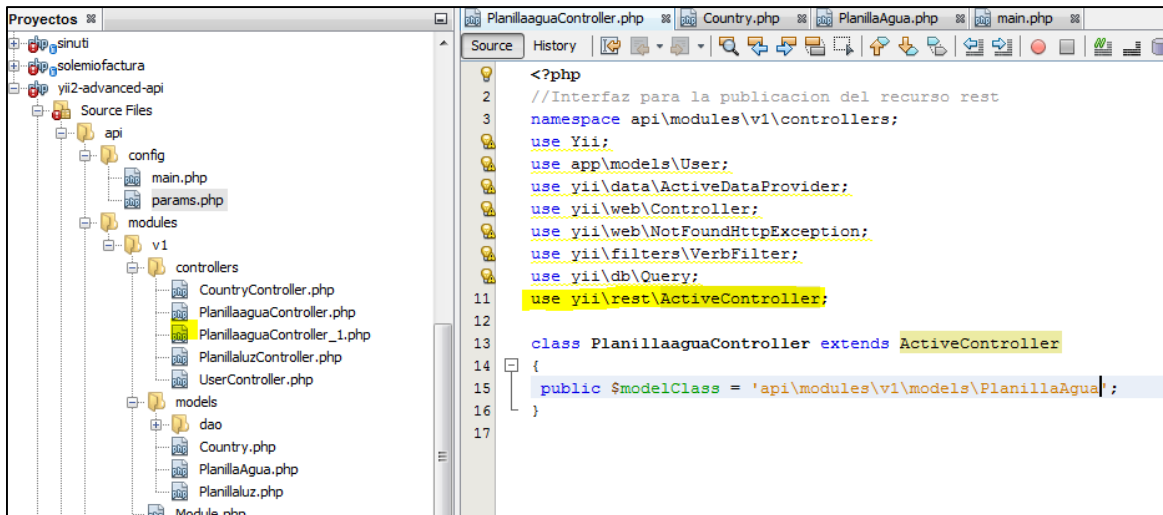 Proyectos
sinuti
solemiofactura
yii2-advanced-api
Source Files
api
config
main.php
params.php
modules
v1
controllers
CountryController.php
PlanillaaguaController.php
PlanillaaguaController_1.php
PlanillaluzController.php
UserController.php
models
dao
Country.php
PlanillaAgua.php
Planillaluz.php
Module.php
PlanillaaguaController.php Country.php PlanillaAgua.php main.php
Source History
<?php
2 //Interfaz para la publicacion del recurso rest
3 namespace api\modules\v1\controllers;
use Yii;
use app\models\User;
use yii\data\ActiveDataProvider;
use yii\web\Controller;
use yii\web\NotFoundHttpException;
use yii\filters\VerbFilter;
use yii\db\Query;
11 use yii\rest\ActiveController;
12
13 class PlanillaaguaController extends ActiveController
14 {
15 public $modelClass = 'api\modules\v1\models\PlanillaAgua';
16 }
17